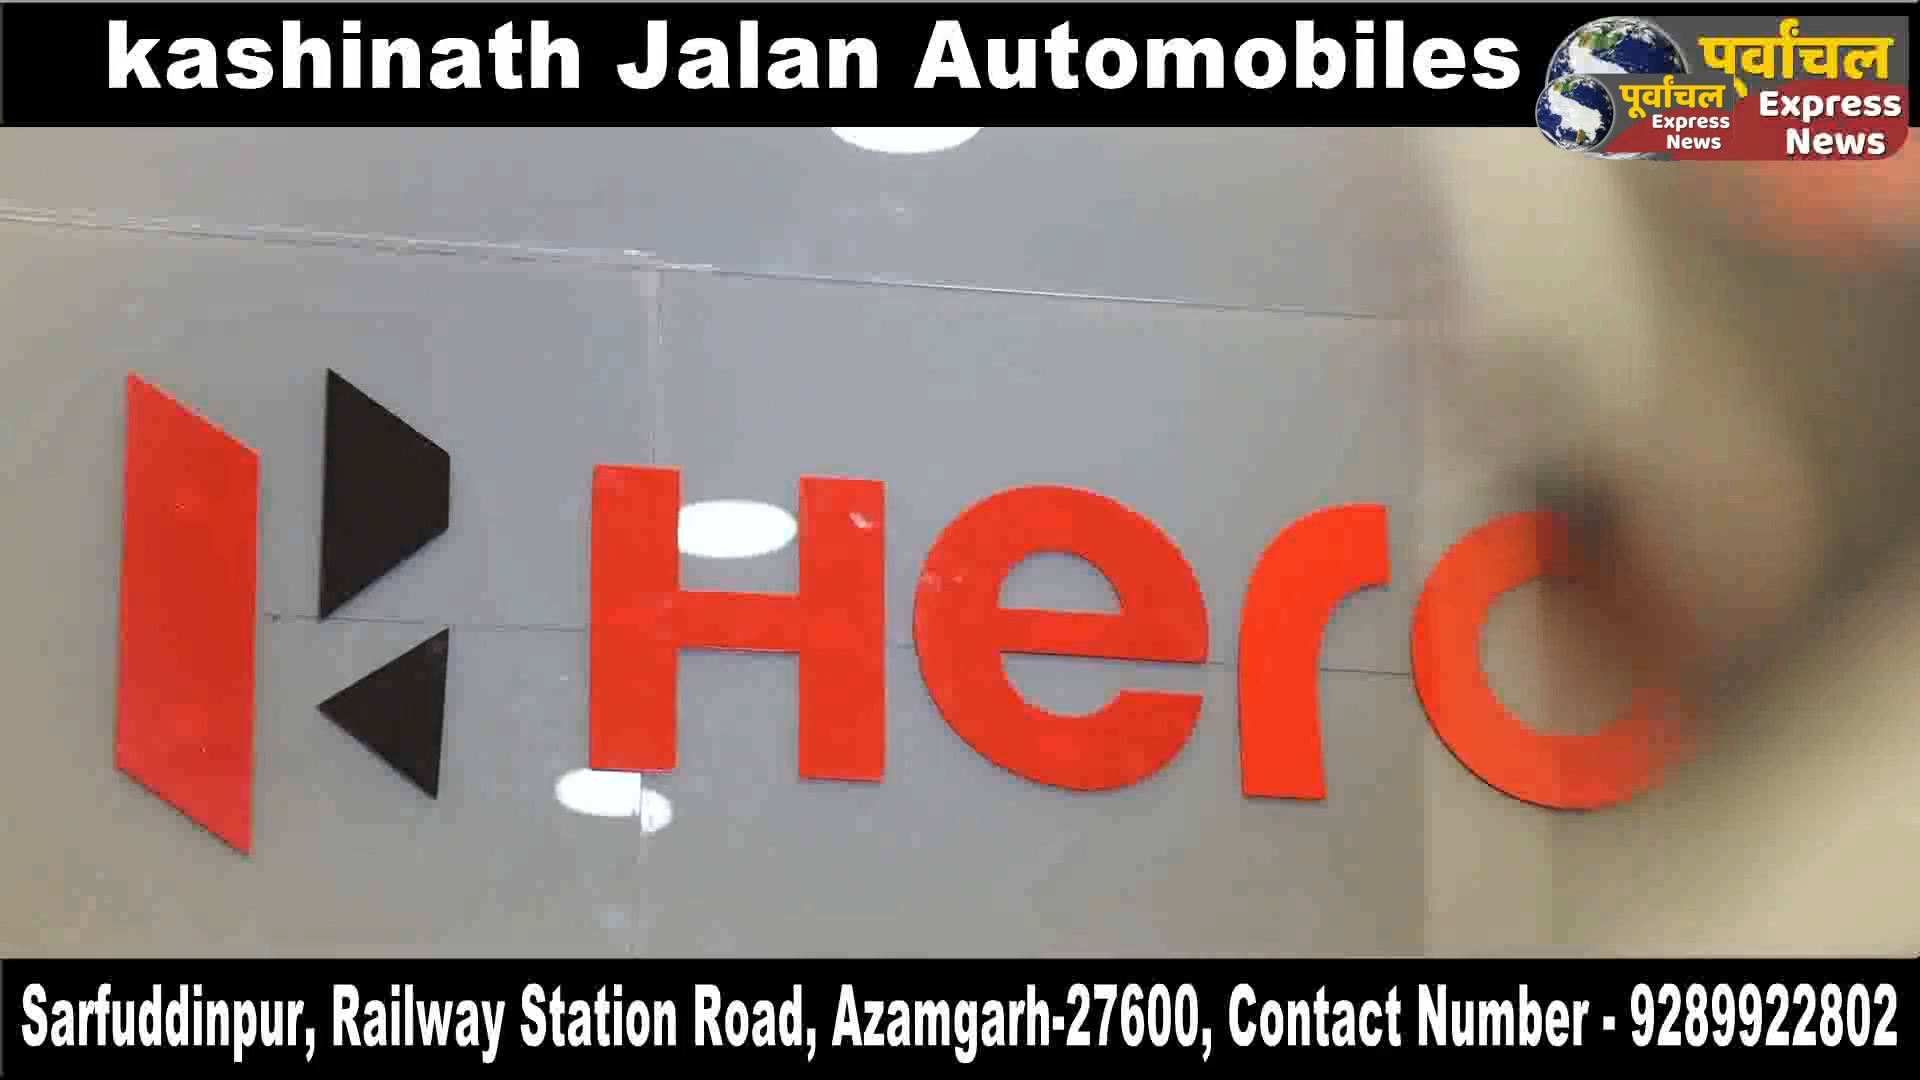 kashinath Jalan Automobiles
पूर्वांचल
Express
News
पूर्वांचल
Express
News
Hero
Sarfuddinpur, Railway Station Road, Azamgarh-27600, Contact Number - 9289922802